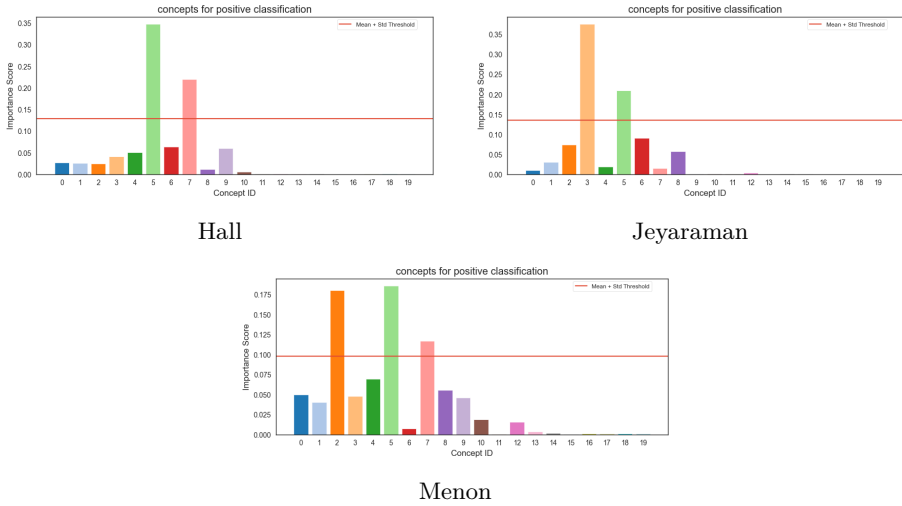 concepts for positive classification
Mean + Std Threshold
Importance Score
0.35
0.30
0.25
0.20
0.15
0.10
0.05
0.00
0 1 2 3 4 5 6 7 8 9 10 11 12 13 14 15 16 17 18 19
Concept ID
Hall
concepts for positive classification
Mean + Std Threshold
Importance Score
0.35
0.30
0.25
0.20
0.15
0.10
0.05
0.00
0 1 2 3 4 5 6 7 8 9 10 11 12 13 14 15 16 17 18 19
Concept ID
Jeyaraman
concepts for positive classification
Mean + Std Threshold
Importance Score
0.175
0.150
0.125
0.100
0.075
0.050
0.025
0.000
0 1 2 3 4 5 6 7 8 9 10 11 12 13 14 15 16 17 18 19
Concept ID
Menon